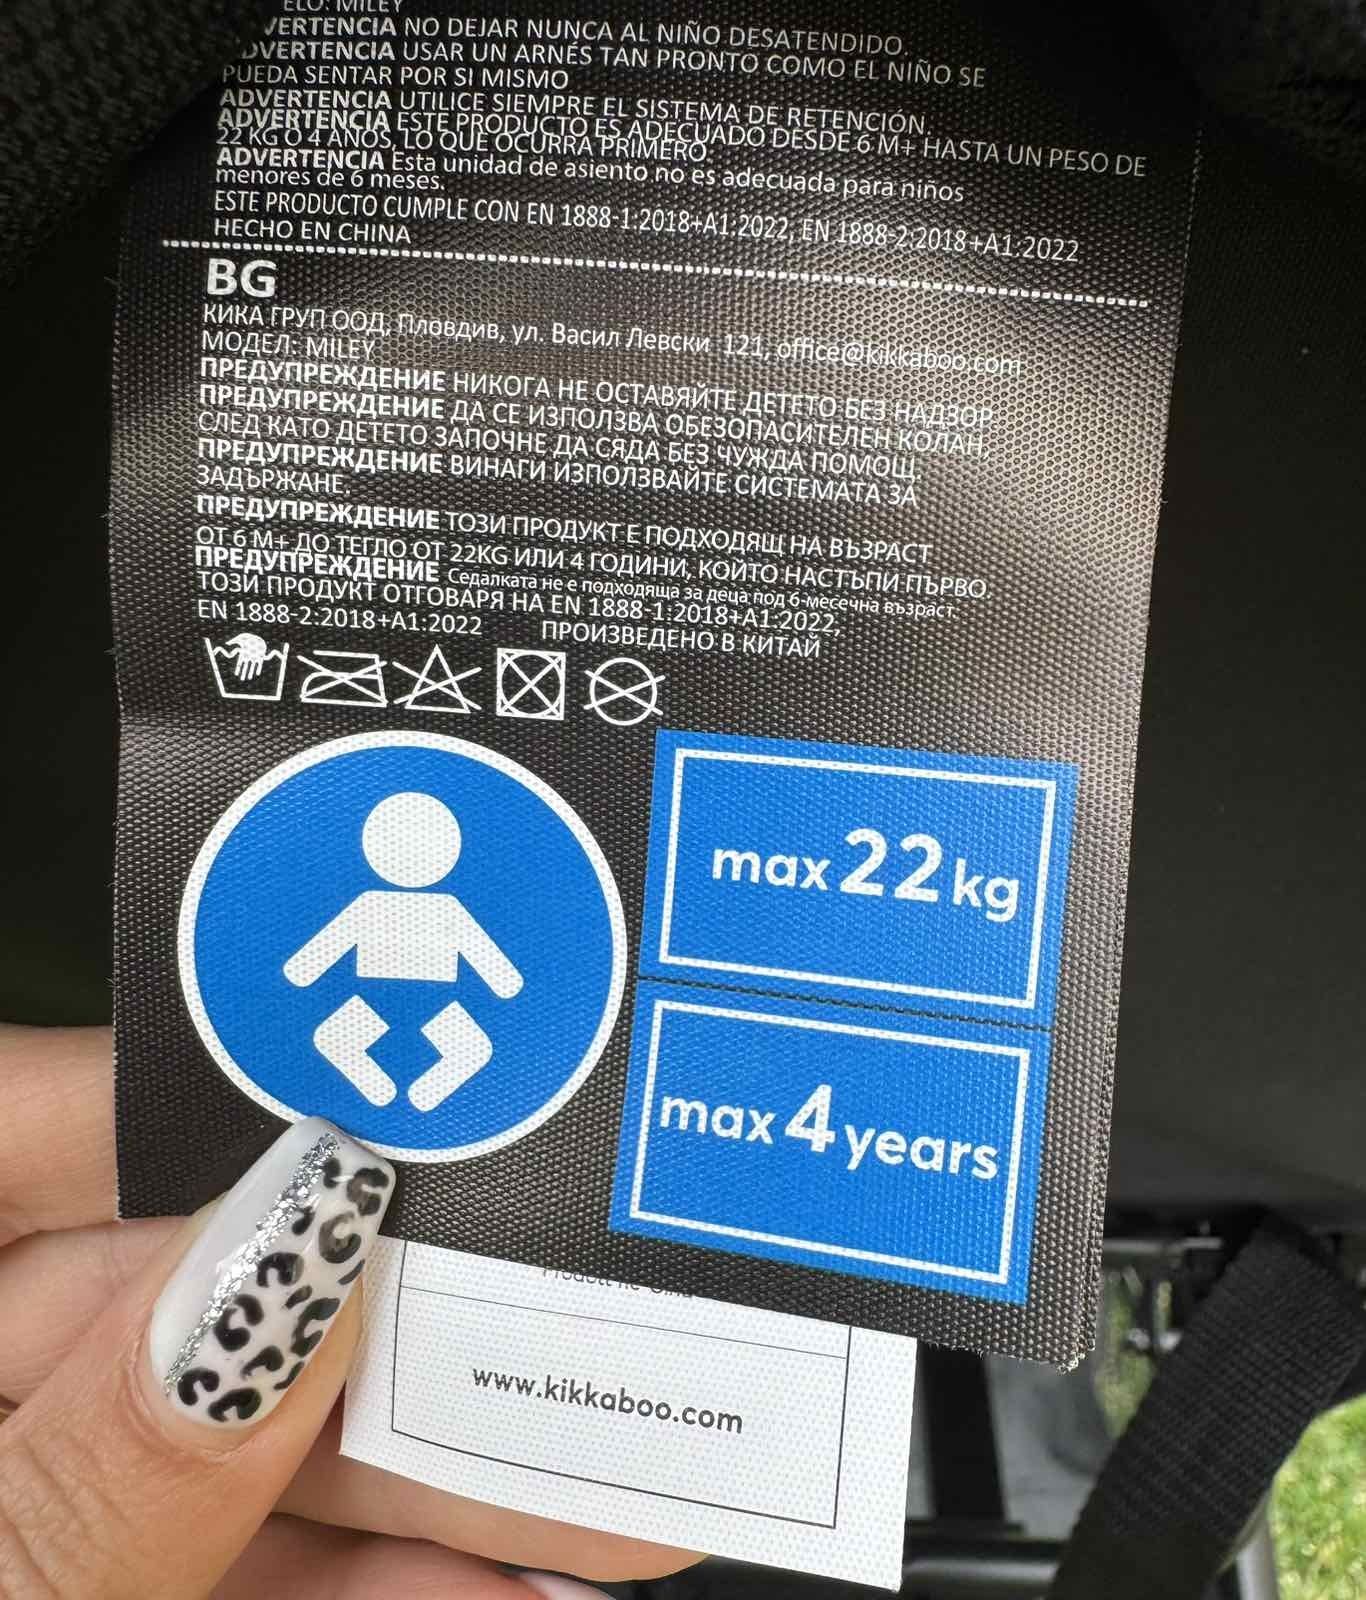 ELO: MILEY
ADVERTENCIA NO DEJAR NUNCA AL NIÑO DESATENDIDO.
ADVERTENCIA USAR UN ARNÉS TAN PRONTO COMO EL NIÑO SE
PUEDA SENTAR POR SI MISMO
ADVERTENCIA UTILICE SIEMPRE EL SISTEMA DE RETENCIÓN.
ADVERTENCIA ESTE PRODUCTO ES ADECUADO DESDE 6 M+ HASTA UN PESO DE
22 KG O 4 AÑOS, LO QUE OCURRA PRIMERO.
ADVERTENCIA Esta unidad de asiento no es adecuada para niños
menores de 6 meses.
ESTE PRODUCTO CUMPLE CON EN 1888-1:2018+A1:2022, EN 1888-2:2018+A1:2022
HECHO EN CHINA
BG
КИКА ГРУП ООД, Пловдив, ул. Васил Левски 121, office@kikkaboo.com
МОДЕЛ: MILEY
ПРЕДУПРЕЖДЕНИЕ НИКОГА НЕ ОСТАВЯЙТЕ ДЕТЕТО БЕЗ НАДЗОР.
ПРЕДУПРЕЖДЕНИЕ ДА СЕ ИЗПОЛЗВА ОБЕЗОПАСИТЕЛЕН КОЛАН,
СЛЕД КАТО ДЕТЕТО ЗАПОЧНЕ ДА СЯДА БЕЗ ЧУЖДА ПОМОЩ.
ПРЕДУПРЕЖДЕНИЕ ВИНАГИ ИЗПОЛЗВАЙТЕ СИСТЕМАТА ЗА
ЗАДЪРЖАНЕ.
ПРЕДУПРЕЖДЕНИЕ ТОЗИ ПРОДУКТ Е ПОДХОДЯЩ НА ВЪЗРАСТ
ОТ 6 М+ ДО ТЕГЛО ОТ 22KG ИЛИ 4 ГОДИНИ, КОЙТО НАСТЪПИ ПЪРВО.
ПРЕДУПРЕЖДЕНИЕ Седалката не е подходяща за деца под 6-месечна възраст.
ТОЗИ ПРОДУКТ ОТГОВАРЯ НА EN 1888-1:2018+A1:2022,
EN 1888-2:2018+A1:2022 ПРОИЗВЕДЕНО В КИТАЙ
max 22 kg
max 4 years
www.kikkaboo.com